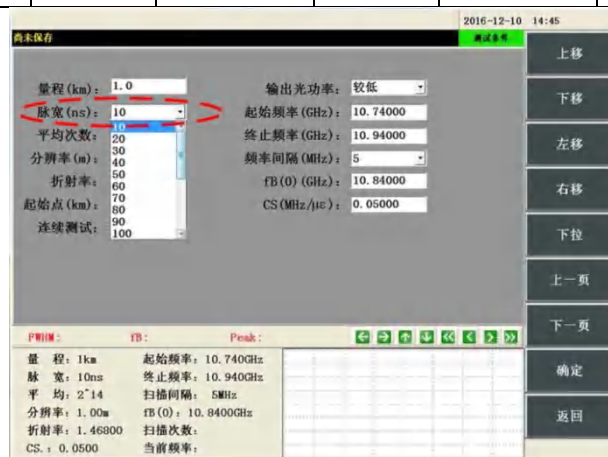 2016-12-10 14:45
尚未保存 测试条件
上移
下移
左移
右移
下拉
上一页
下一页
确定
返回
量程(km): 1.0
脉宽(ns): 10
平均次数:
分辨率(m):
折射率:
起始点(km):
连续测试:
10
20
30
40
50
60
70
80
90
100
输出光功率: 较低
起始频率(GHz): 10.74000
终止频率(GHz): 10.94000
频率间隔(MHz): 5
fB(0)(GHz): 10.84000
CS(MHz/με): 0.05000
FWHM: fB: Peak:
量 程: 1km 起始频率: 10.740GHz
脉 宽: 10ns 终止频率: 10.940GHz
平 均: 2^14 扫描间隔: 5MHz
分辨率: 1.00m fB(0): 10.8400GHz
折射率: 1.46800 扫描次数:
CS.: 0.0500 当前频率: